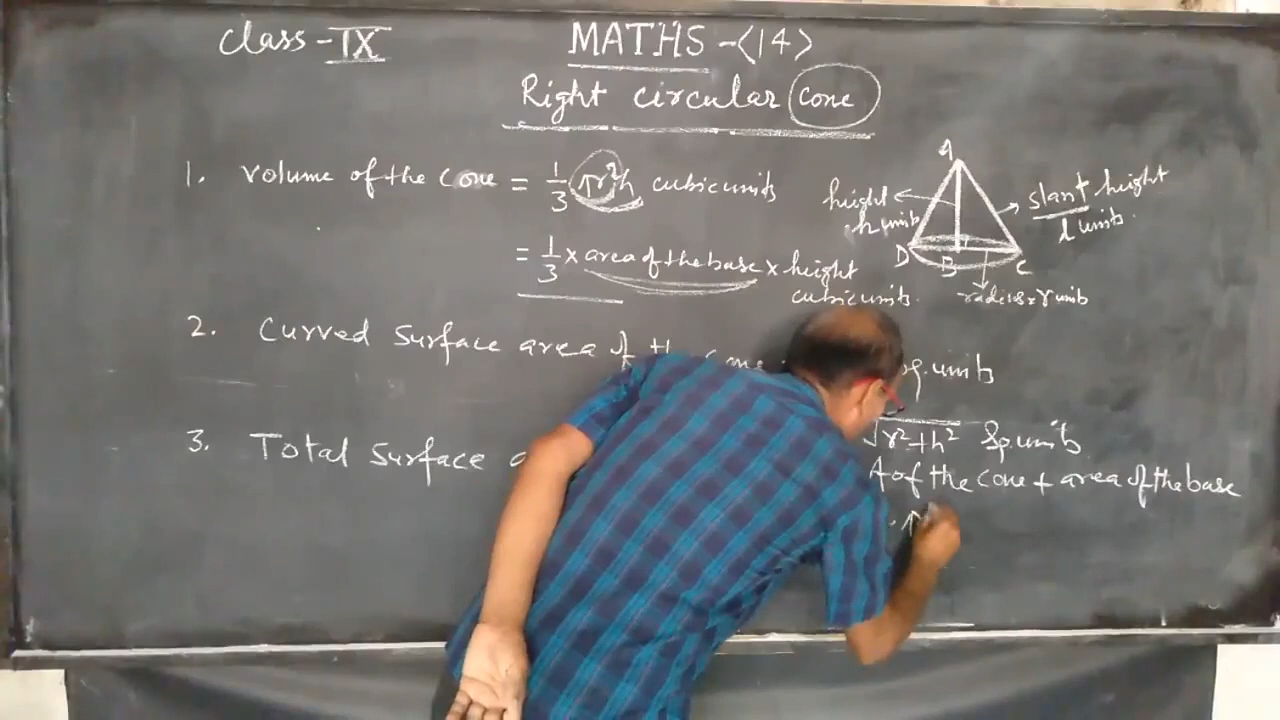 class-IX
MATHS -<14>
Right circular cone
1. volume of the cone = 1/3 πr²h cubic units
= 1/3 × area of the base × height
cubic units.
A
height
h units
slant height
l units.
D B C
radius r unit
2. Curved Surface area of the cone
sq. units
√r²+h² Sq. units
3. Total Surface
A of the cone + area of the base